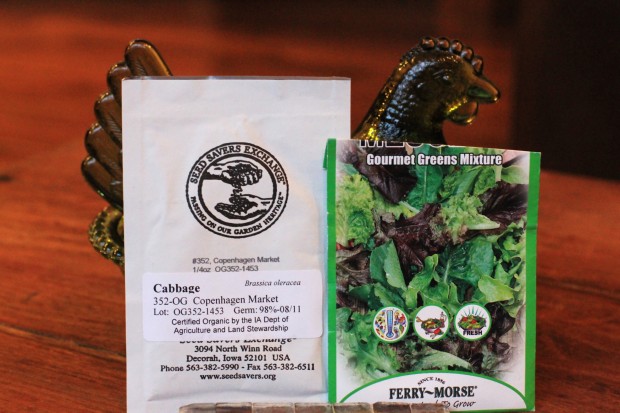 SEED SAVERS EXCHANGE
PASSING ON OUR GARDEN HERITAGE
#352, Copenhagen Market
1/4oz OG352-1453
Cabbage Brassica oleracea
352-OG Copenhagen Market
Lot: OG352-1453 Germ: 98%-08/11
Certified Organic by the IA Dept of
Agriculture and Land Stewardship
Seed Savers Exchange
3094 North Winn Road
Decorah, Iowa 52101 USA
Phone 563-382-5990 - Fax 563-382-6511
www.seedsavers.org
Gourmet Greens Mixture
FRESH
SINCE 1856
FERRY~MORSE®
to Grow